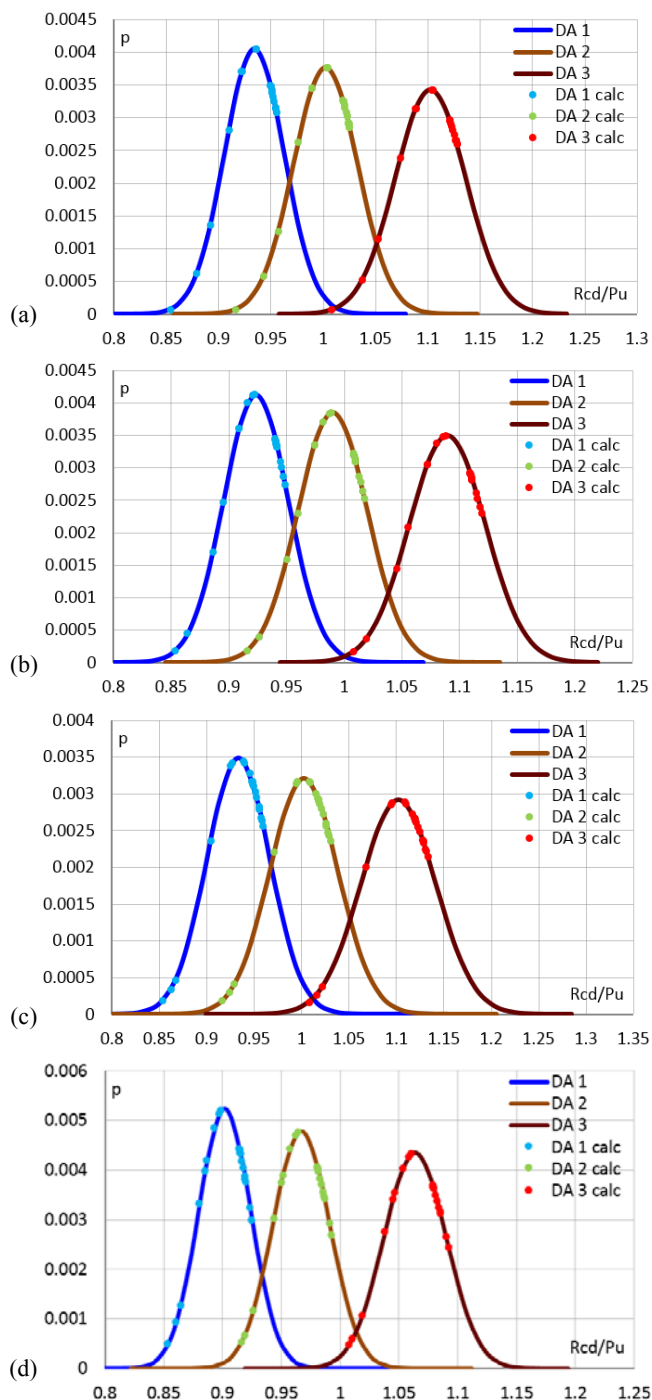 0.0045
p
DA 1
0.004
DA 2
0.0035
DA 3
0.003
DA 1 calc
0.0025
DA 2 calc
0.002
DA 3 calc
0.0015
0.001
0.0005
Rcd/Pu
(a)
0
0.8 0.85 0.9 0.95 1 1.05 1.1 1.15 1.2 1.25 1.3
0.0045
p
DA 1
0.004
DA 2
0.0035
DA 3
0.003
DA 1 calc
0.0025
DA 2 calc
0.002
DA 3 calc
0.0015
0.001
0.0005
Rcd/Pu
(b)
0
0.8 0.85 0.9 0.95 1 1.05 1.1 1.15 1.2 1.25
0.004
p
DA 1
0.0035
DA 2
0.003
DA 3
0.0025
DA 1 calc
0.002
DA 2 calc
0.0015
DA 3 calc
0.001
0.0005
Rcd/Pu
(c)
0
0.8 0.85 0.9 0.95 1 1.05 1.1 1.15 1.2 1.25 1.3 1.35
0.006
p
DA 1
0.005
DA 2
DA 3
0.004
DA 1 calc
DA 2 calc
0.003
DA 3 calc
0.002
0.001
Rcd/Pu
(d)
0
0.8 0.85 0.9 0.95 1 1.05 1.1 1.15 1.2 1.25